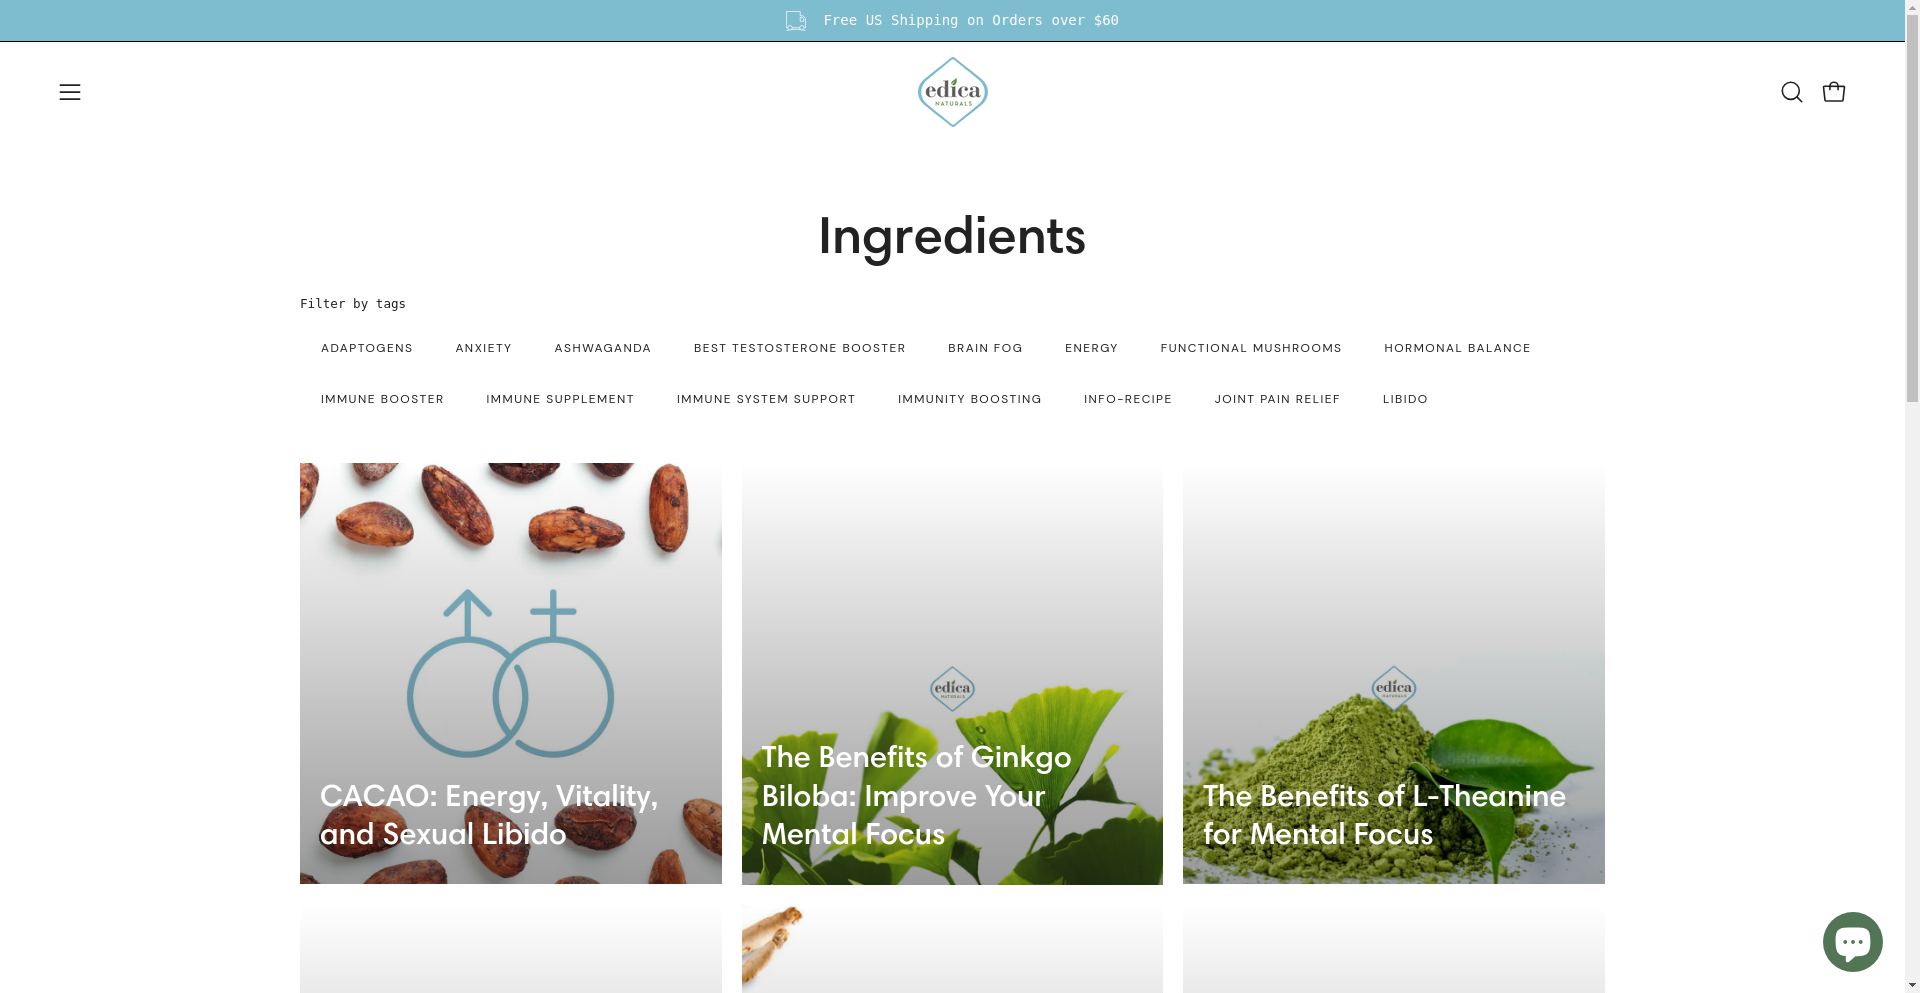 Free US Shipping on Orders over $60
edica
NATURALS
Ingredients
Filter by tags
ADAPTOGENS ANXIETY ASHWAGANDA BEST TESTOSTERONE BOOSTER BRAIN FOG ENERGY FUNCTIONAL MUSHROOMS HORMONAL BALANCE
IMMUNE BOOSTER IMMUNE SUPPLEMENT IMMUNE SYSTEM SUPPORT IMMUNITY BOOSTING INFO-RECIPE JOINT PAIN RELIEF LIBIDO
CACAO: Energy, Vitality,
and Sexual Libido
edica
NATURALS
The Benefits of Ginkgo
Biloba: Improve Your
Mental Focus
edica
NATURALS
The Benefits of L-Theanine
for Mental Focus